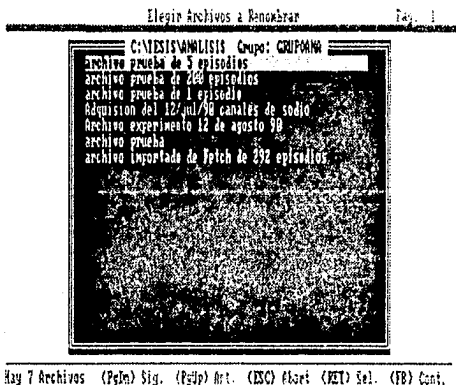 Elegir Archivos a Renombrar Pág. 1
C:\TESIS\ANALISIS Grupo: GRUPOANA
archivo prueba de 5 episodios
archivo prueba de 200 episodios
archivo prueba de 1 episodio
Adquision del 12/jul/90 canales de sodio
Archivo experimento 12 de agosto 90
archivo prueba
archivo importado de Fetch de 292 episodios
Hay 7 Archivos (PgDn) Sig. (PgUp) Ant. (ESC) Abort (RET) Sel. (F8) Cont.